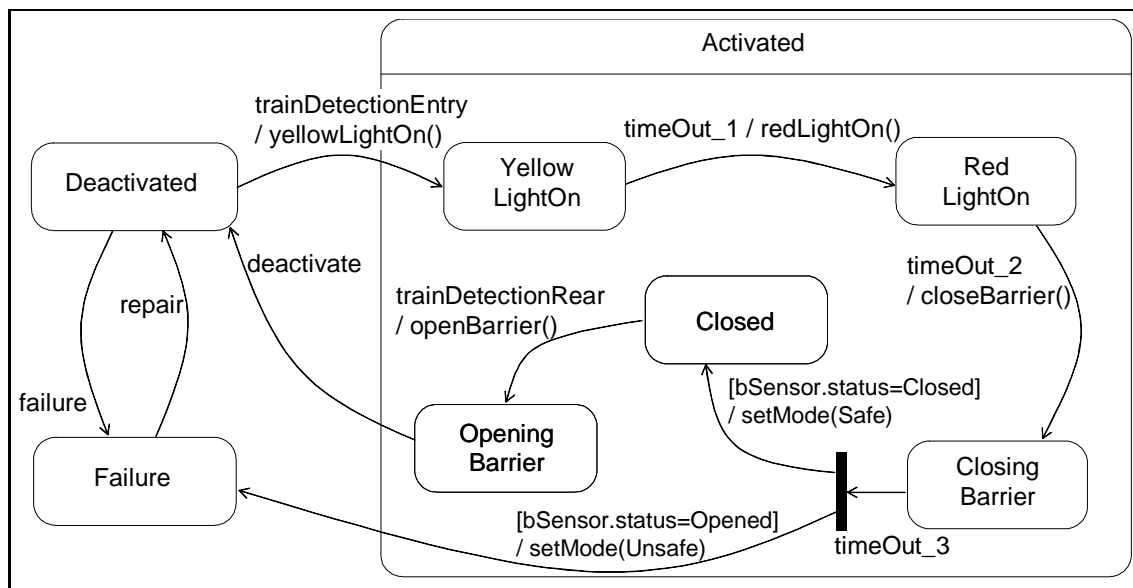 Activated
trainDetectionEntry
/ yellowLightOn()
timeOut_1 / redLightOn()
Deactivated
Yellow
LightOn
Red
LightOn
deactivate
timeOut_2
/ closeBarrier()
repair
trainDetectionRear
/ openBarrier()
Closed
failure
[bSensor.status=Closed]
/ setMode(Safe)
Opening
Barrier
Failure
Closing
Barrier
[bSensor.status=Opened]
/ setMode(Unsafe)
timeOut_3